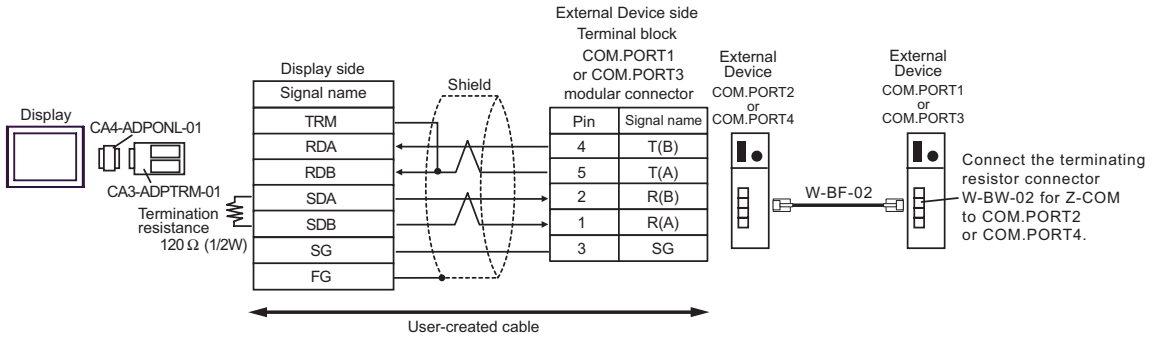 Display
CA4-ADPONL-01
CA3-ADPTRM-01
Termination
resistance
120 Ω (1/2W)
Display side
Signal name
TRM
RDA
RDB
SDA
SDB
SG
FG
Shield
External Device side
Terminal block
COM.PORT1
or COM.PORT3
modular connector
Pin Signal name
4 T(B)
5 T(A)
2 R(B)
1 R(A)
3 SG
User-created cable
External
Device
COM.PORT2
or
COM.PORT4
W-BF-02
External
Device
COM.PORT1
or
COM.PORT3
Connect the terminating
resistor connector
W-BW-02 for Z-COM
to COM.PORT2
or COM.PORT4.